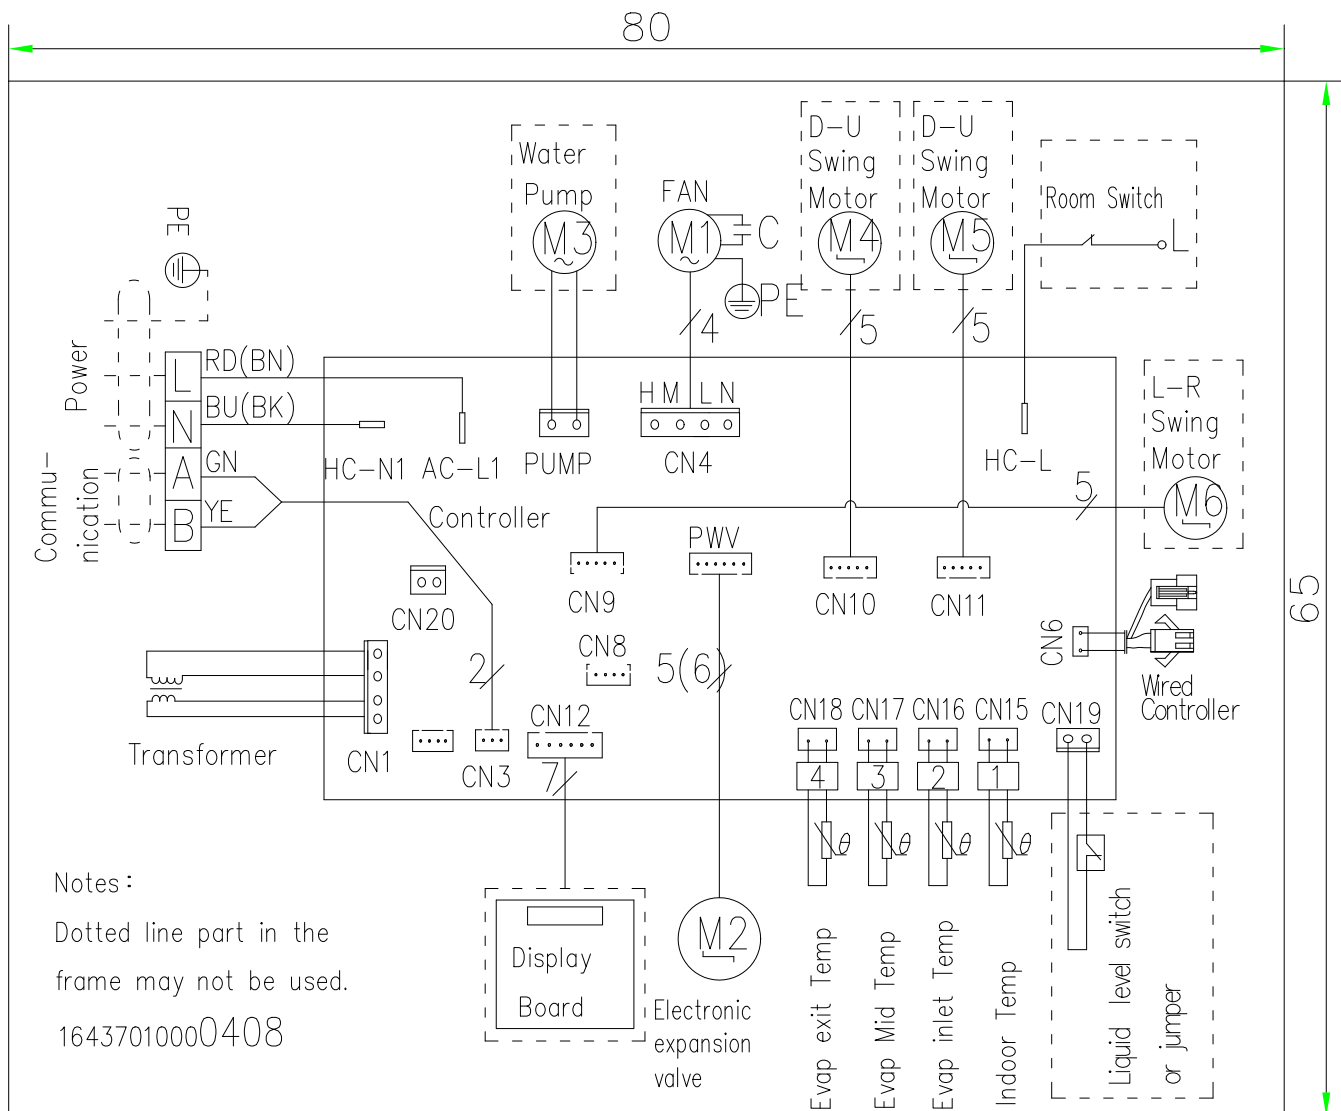 80
65
Water
Pump
M3
FAN
M1
C
PE
4
D-U
Swing
Motor
M4
5
D-U
Swing
Motor
M5
5
Room Switch
L
PE
Power
Commu-
nication
L
N
A
B
RD(BN)
BU(BK)
GN
YE
HC-N1
AC-L1
PUMP
H M L N
CN4
HC-L
L-R
Swing
Motor
M6
5
Controller
CN20
CN9
PWV
CN10
CN11
CN8
5(6)
2
CN6
Wired
Controller
Transformer
CN1
CN3
CN12
7
CN18
CN17
CN16
CN15
CN19
4
3
2
1
θ
θ
θ
θ
Display
Board
M2
Electronic
expansion
valve
Evap exit Temp
Evap Mid Temp
Evap inlet Temp
Indoor Temp
Liquid level switch
or jumper
Notes:
Dotted line part in the
frame may not be used.
16437010000408